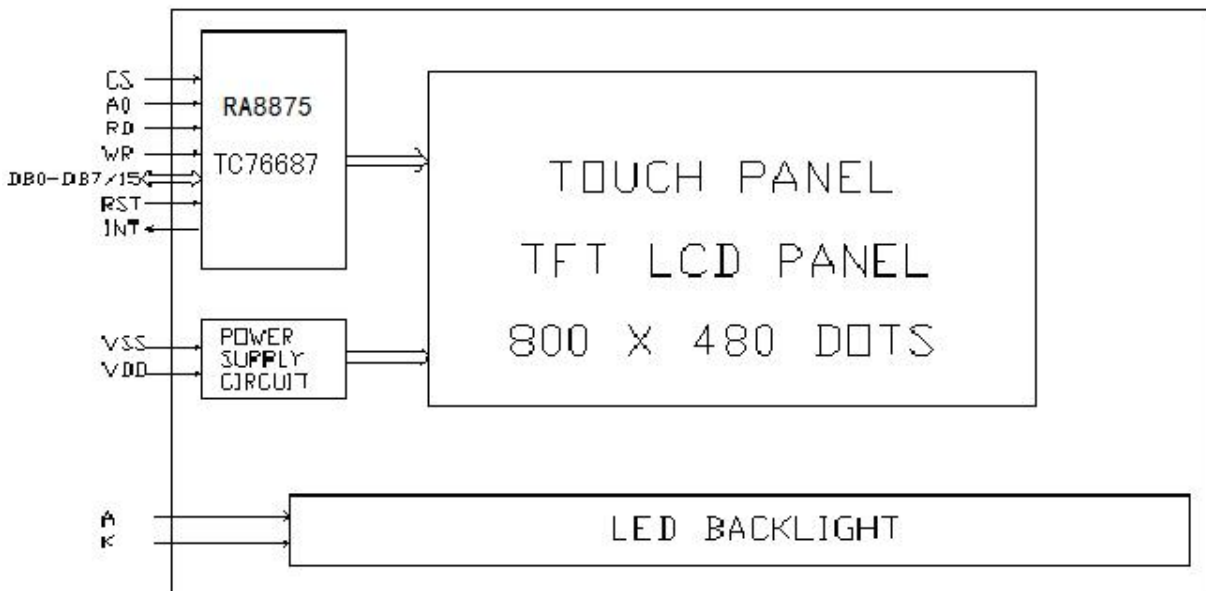 CS
A0
RD
WR
DB0-DB7/15
RST
INT
RA8875
TC76687
TOUCH PANEL
TFT LCD PANEL
800 X 480 DOTS
VSS
VDD
POWER
SUPPLY
CIRCUIT
A
K
LED BACKLIGHT